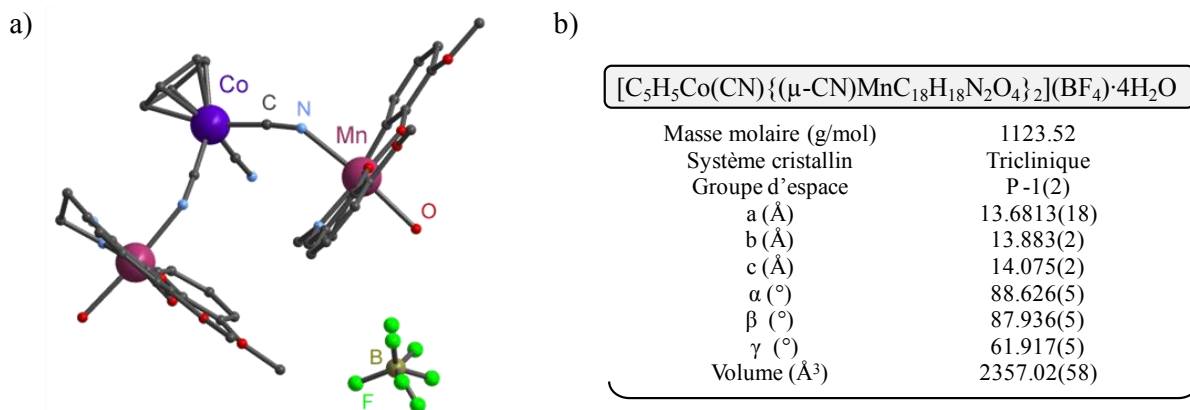 a)
Co
C
N
Mn
O
B
F
b)
[C₅H₅Co(CN){(μ-CN)MnC₁₈H₁₈N₂O₄}₂](BF₄)·4H₂O
Masse molaire (g/mol) 1123.52
Système cristallin Triclinique
Groupe d'espace P -1(2)
a (Å) 13.6813(18)
b (Å) 13.883(2)
c (Å) 14.075(2)
α (°) 88.626(5)
β (°) 87.936(5)
γ (°) 61.917(5)
Volume (Å³) 2357.02(58)